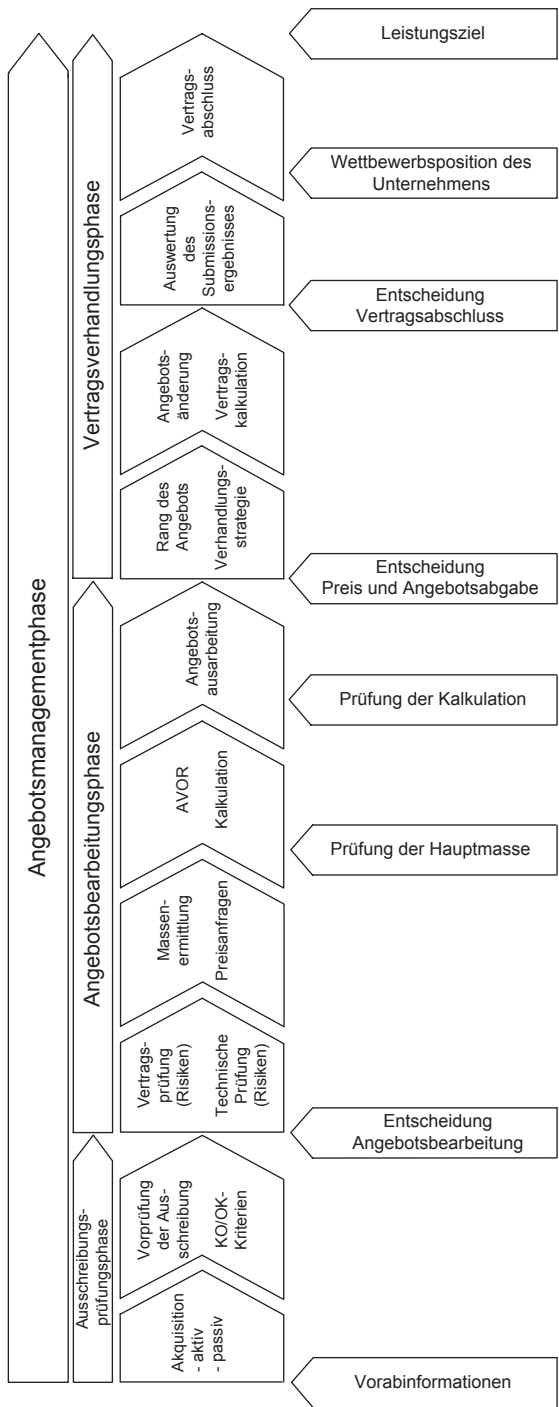 Angebotsmanagementphase
Ausschreibungs-
prüfungsphase
Angebotsbearbeitungsphase
Vertragsverhandlungsphase
Akquisition
- aktiv
- passiv
Vorprüfung
der Aus-
schreibung
KO/OK-
Kriterien
Vertrags-
prüfung
(Risiken)
Technische
Prüfung
(Risiken)
Massen-
ermittlung
Preisanfragen
AVOR
Kalkulation
Angebots-
ausarbeitung
Rang des
Angebots
Verhandlungs-
strategie
Angebots-
änderung
Vertrags-
kalkulation
Auswertung
des
Submissions-
ergebnisses
Vertrags-
abschluss
Vorabinformationen
Entscheidung
Angebotsbearbeitung
Prüfung der Hauptmasse
Prüfung der Kalkulation
Entscheidung
Preis und Angebotsabgabe
Entscheidung
Vertragsabschluss
Wettbewerbsposition des
Unternehmens
Leistungsziel